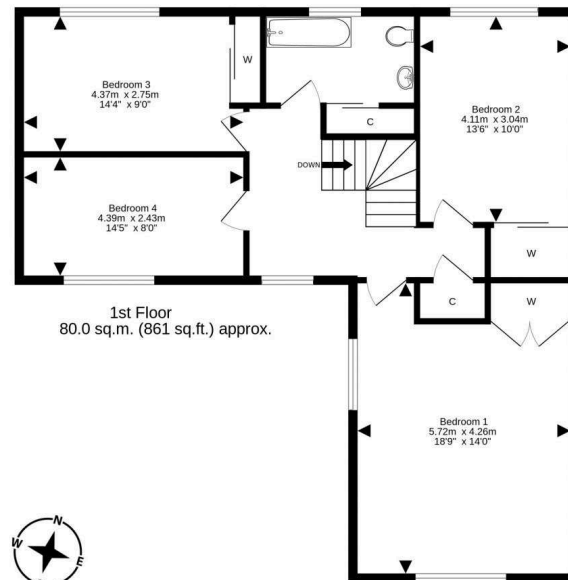 W
Bedroom 3
4.37m x 2.75m
14'4" x 9'0"
Bedroom 2
4.11m x 3.04m
13'6" x 10'0"
C
DOWN
Bedroom 4
4.39m x 2.43m
14'5" x 8'0"
W
C
W
1st Floor
80.0 sq.m. (861 sq.ft.) approx.
Bedroom 1
5.72m x 4.26m
18'9" x 14'0"
N
W
E